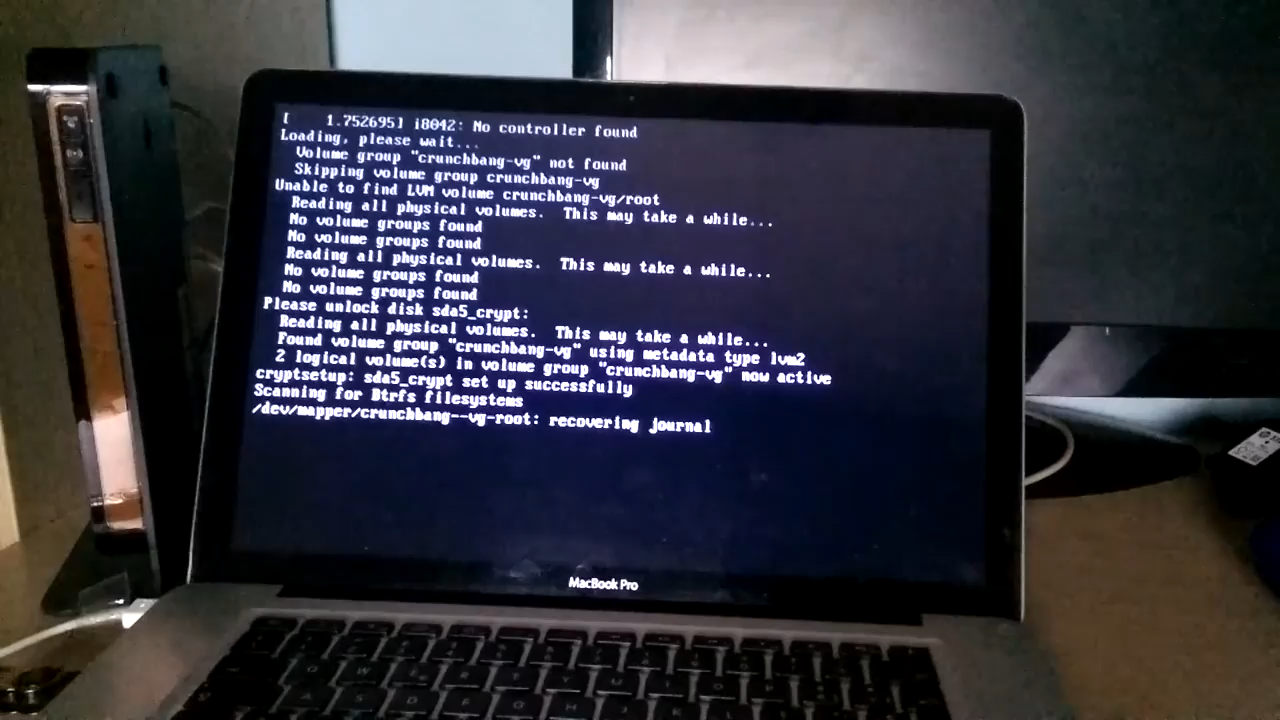 [    1.752695] i8042: No controller found
Loading, please wait...
Volume group "crunchbang-vg" not found
Skipping volume group crunchbang-vg
Unable to find LVM volume crunchbang-vg/root
Reading all physical volumes.  This may take a while...
No volume groups found
No volume groups found
Reading all physical volumes.  This may take a while...
No volume groups found
No volume groups found
Please unlock disk sda5_crypt:
Reading all physical volumes.  This may take a while...
Found volume group "crunchbang-vg" using metadata type lvm2
2 logical volume(s) in volume group "crunchbang-vg" now active
cryptsetup: sda5_crypt set up successfully
Scanning for Btrfs filesystems
/dev/mapper/crunchbang--vg-root: recovering journal
MacBook Pro